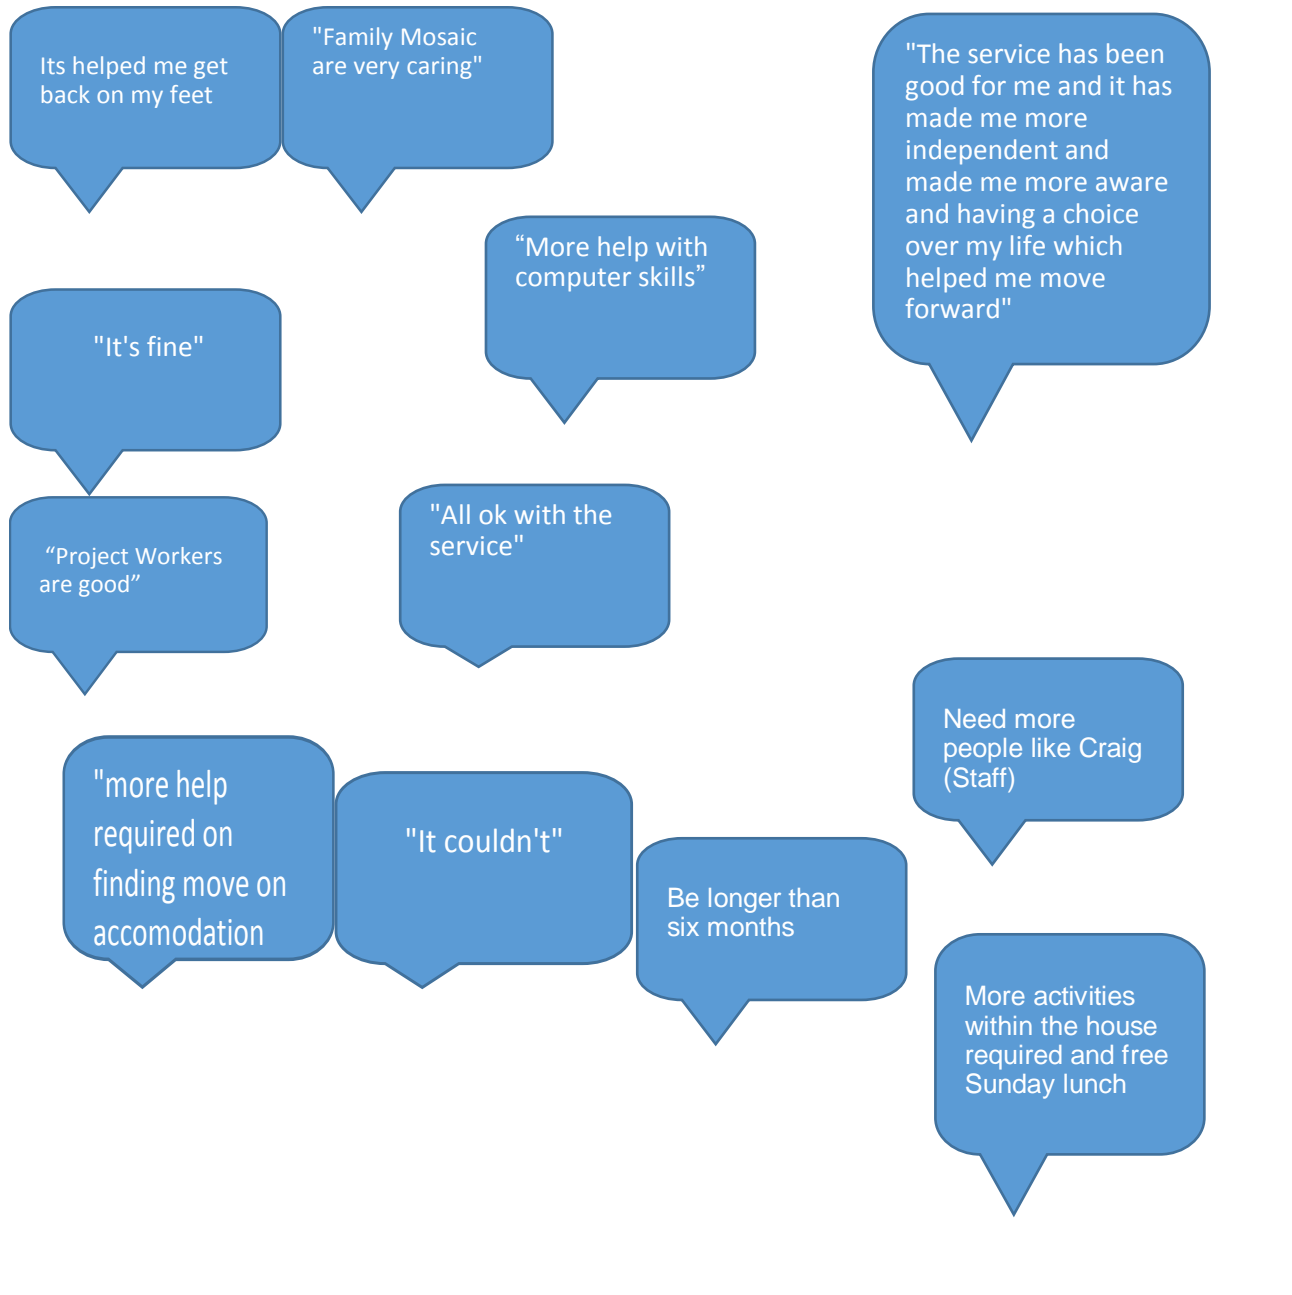 Its helped me get
back on my feet
"Family Mosaic
are very caring"
"The service has been
good for me and it has
made me more
independent and
made me more aware
and having a choice
over my life which
helped me move
forward"
“More help with
computer skills”
"It's fine"
"All ok with the
service"
“Project Workers
are good”
Need more
people like Craig
(Staff)
"more help
required on
finding move on
accomodation
"It couldn't"
Be longer than
six months
More activities
within the house
required and free
Sunday lunch